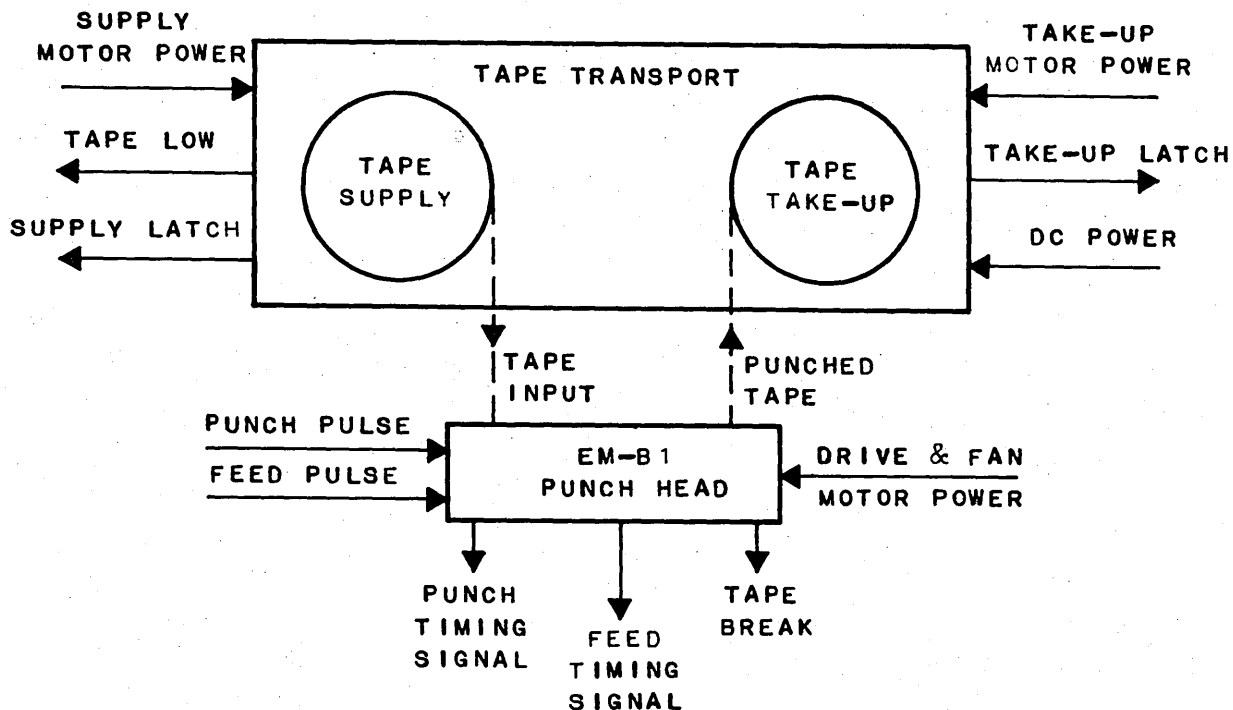 SUPPLY
MOTOR POWER
TAPE LOW
SUPPLY LATCH
TAPE TRANSPORT
TAPE
SUPPLY
TAPE
TAKE-UP
TAKE-UP
MOTOR POWER
TAKE-UP LATCH
DC POWER
TAPE
INPUT
PUNCHED
TAPE
PUNCH PULSE
FEED PULSE
EM-B1
PUNCH HEAD
DRIVE & FAN
MOTOR POWER
PUNCH
TIMING
SIGNAL
FEED
TIMING
SIGNAL
TAPE
BREAK